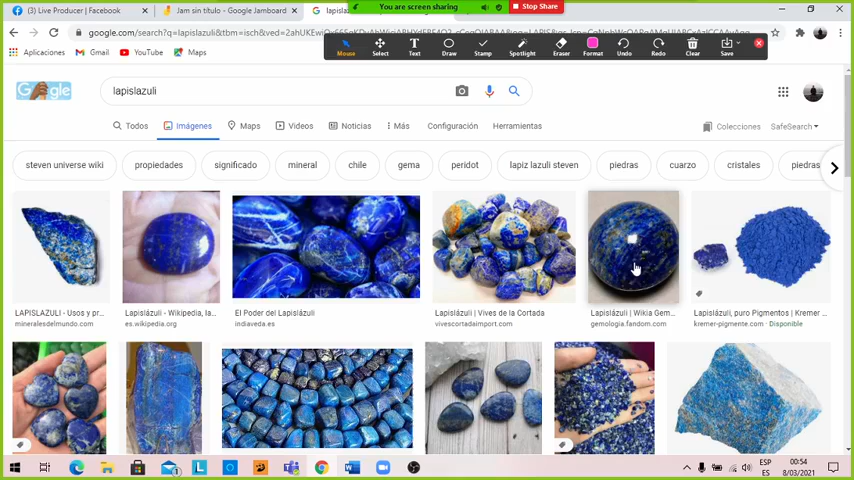 You are screen sharing
Stop Share
(3) Live Producer | Facebook
Jam sin título - Google Jamboard
lapislazuli
Mouse
Select
Text
Draw
Stamp
Spotlight
Eraser
Format
Undo
Redo
Clear
Save
Aplicaciones
Gmail
YouTube
Maps
lapislazuli
Todos
Imágenes
Maps
Vídeos
Noticias
Más
Configuración
Herramientas
Colecciones
SafeSearch
steven universe wiki
propiedades
significado
mineral
chile
gema
peridot
lapiz lazuli steven
piedras
cuarzo
cristales
piedras
LAPISLAZULI - Usos y pr...
mineralesdelmundo.com
Lapislázuli - Wikipedia, la...
es.wikipedia.org
El Poder del Lapislázuli
indiaveda.es
Lapislázuli | Vives de la Cortada
vivescortadaimport.com
Lapislázuli | Wikia Gem...
gemologia.fandom.com
Lapislázuli, puro Pigmentos | Kremer ...
kremer-pigmente.com · Disponible
ESP
ES
00:54
8/03/2021